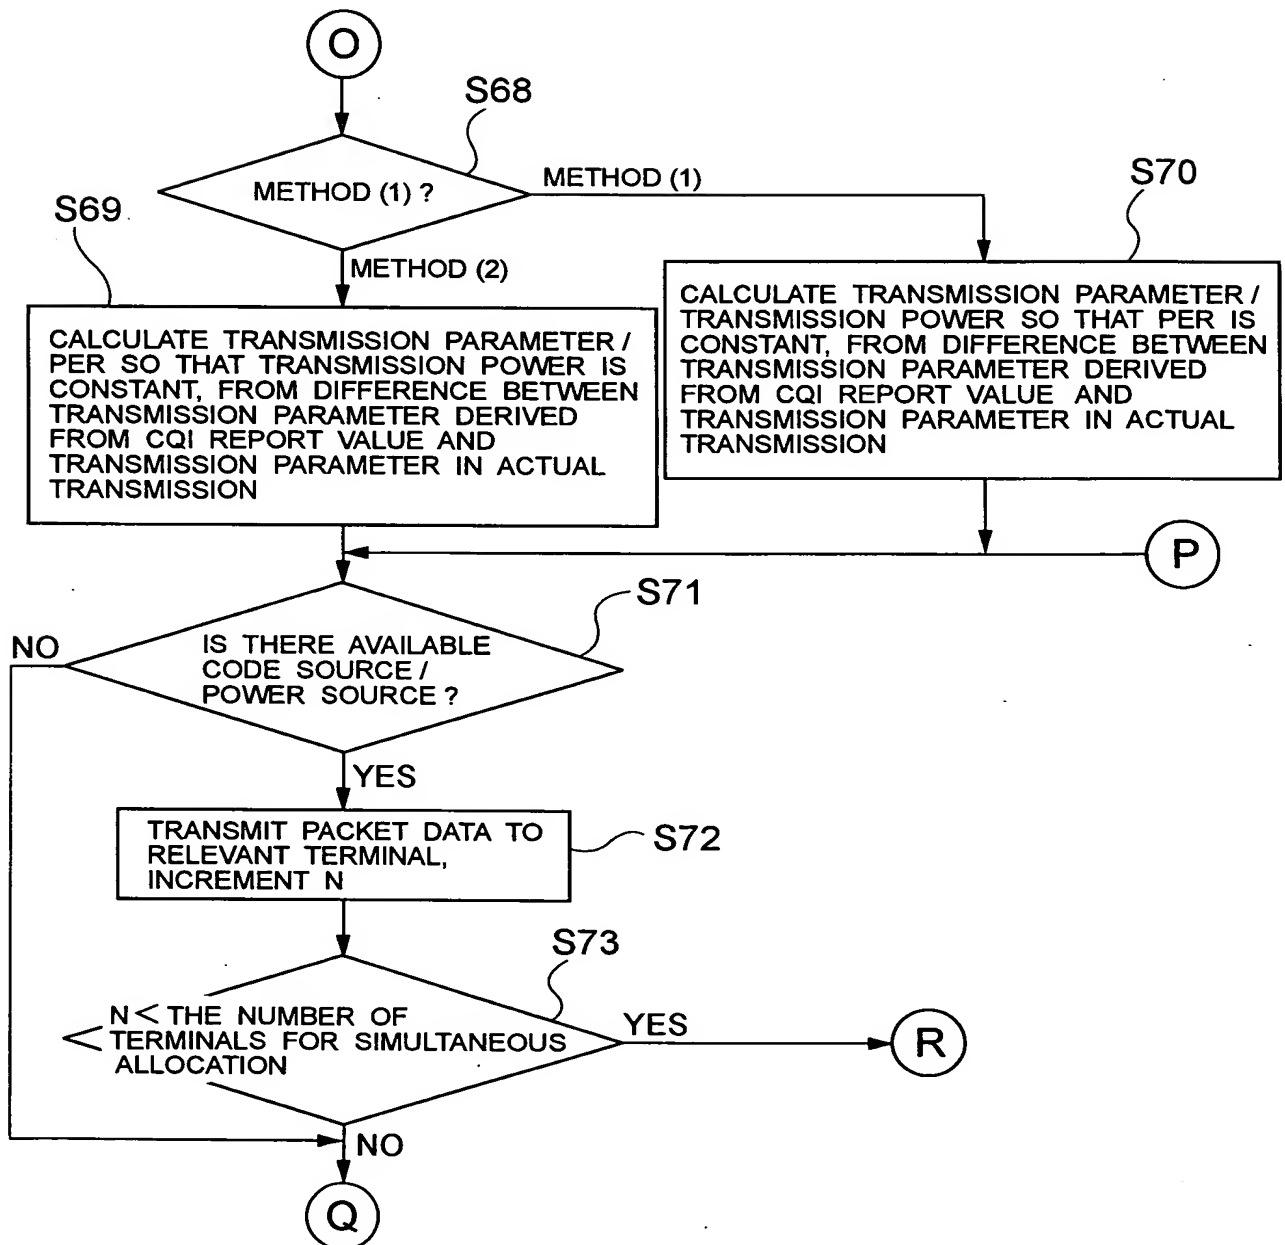 O
S68
METHOD (1) ?
METHOD (1)
S70
S69
METHOD (2)
CALCULATE TRANSMISSION PARAMETER /
PER SO THAT TRANSMISSION POWER IS
CONSTANT, FROM DIFFERENCE BETWEEN
TRANSMISSION PARAMETER DERIVED
FROM CQI REPORT VALUE AND
TRANSMISSION PARAMETER IN ACTUAL
TRANSMISSION
CALCULATE TRANSMISSION PARAMETER /
TRANSMISSION POWER SO THAT PER IS
CONSTANT, FROM DIFFERENCE BETWEEN
TRANSMISSION PARAMETER DERIVED
FROM CQI REPORT VALUE AND
TRANSMISSION PARAMETER IN ACTUAL
TRANSMISSION
P
S71
NO
IS THERE AVAILABLE
CODE SOURCE /
POWER SOURCE ?
YES
TRANSMIT PACKET DATA TO
RELEVANT TERMINAL,
INCREMENT N
S72
S73
N < THE NUMBER OF
TERMINALS FOR SIMULTANEOUS
ALLOCATION
YES
R
NO
Q